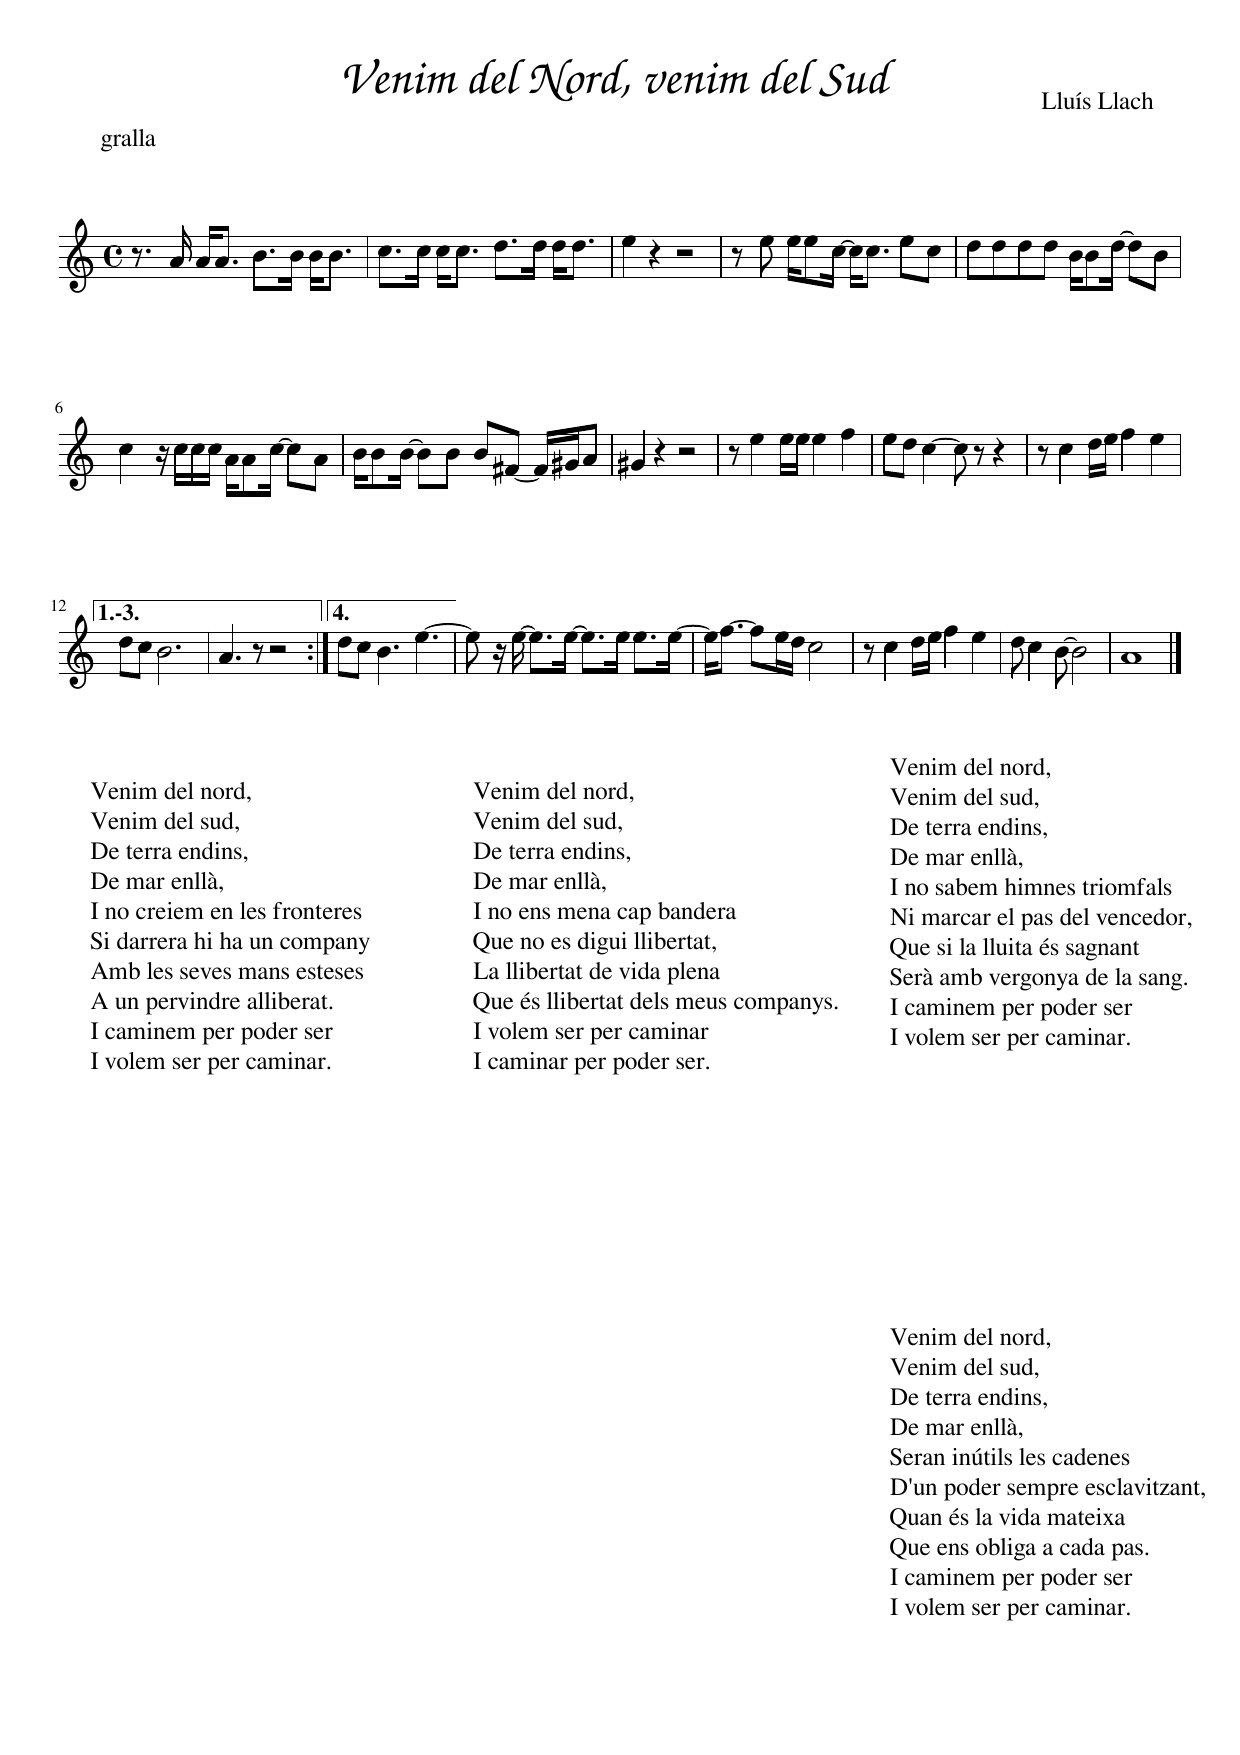 Venim del Nord, venim del Sud
Lluís Llach
gralla
6
12
1.-3.
4.
Venim del nord,
Venim del sud,
De terra endins,
De mar enllà,
I no creiem en les fronteres
Si darrera hi ha un company
Amb les seves mans esteses
A un pervindre alliberat.
I caminem per poder ser
I volem ser per caminar.
Venim del nord,
Venim del sud,
De terra endins,
De mar enllà,
I no ens mena cap bandera
Que no es digui llibertat,
La llibertat de vida plena
Que és llibertat dels meus companys.
I volem ser per caminar
I caminar per poder ser.
Venim del nord,
Venim del sud,
De terra endins,
De mar enllà,
I no sabem himnes triomfals
Ni marcar el pas del vencedor,
Que si la lluita és sagnant
Serà amb vergonya de la sang.
I caminem per poder ser
I volem ser per caminar.
Venim del nord,
Venim del sud,
De terra endins,
De mar enllà,
Seran inútils les cadenes
D'un poder sempre esclavitzant,
Quan és la vida mateixa
Que ens obliga a cada pas.
I caminem per poder ser
I volem ser per caminar.